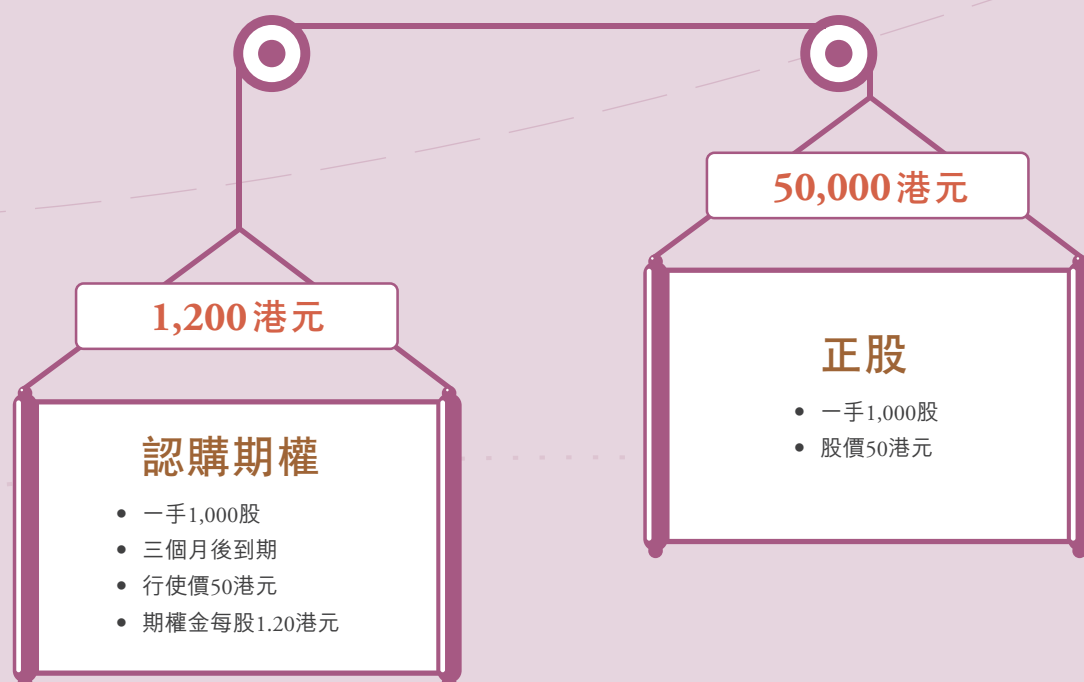 1,200港元
認購期權
• 一手1,000股
• 三個月後到期
• 行使價50港元
• 期權金每股1.20港元
50,000港元
正股
• 一手1,000股
• 股價50港元